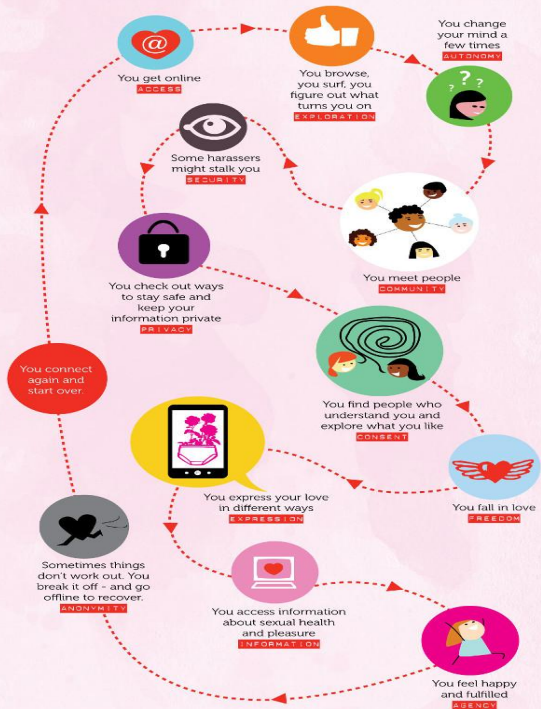 You get online
ACCESS
You browse,
you surf, you
figure out what
turns you on
EXPLORATION
You change
your mind a
few times
AUTONOMY
? ? ?
You meet people
COMMUNITY
Some harassers
might stalk you
SECURITY
You check out ways
to stay safe and
keep your
information private
PRIVACY
You find people who
understand you and
explore what you like
CONSENT
You fall in love
FREEDOM
You express your love
in different ways
EXPRESSION
You access information
about sexual health
and pleasure
INFORMATION
You feel happy
and fulfilled
AGENCY
Sometimes things
don't work out. You
break it off - and go
offline to recover.
ANONYMITY
You connect
again and
start over.
@